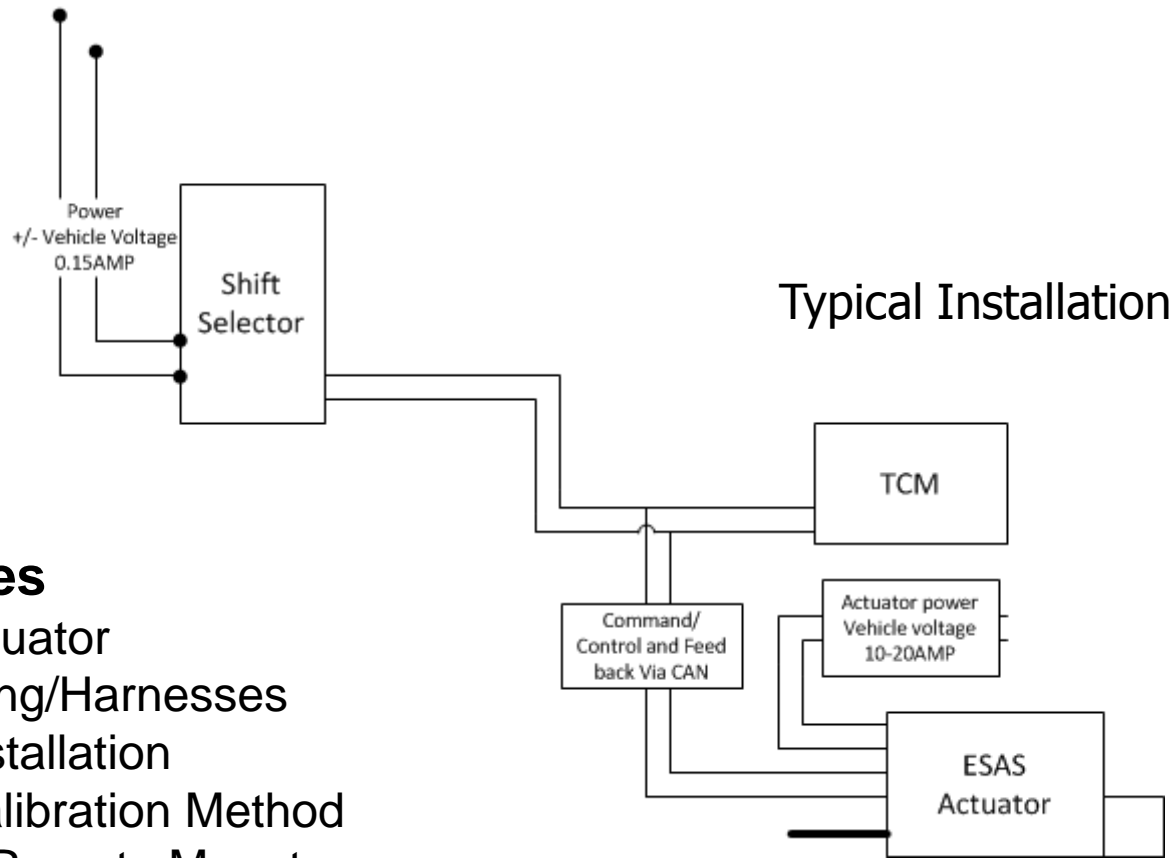 Power
+/- Vehicle Voltage
0.15AMP
Shift
Selector
Typical Installation
TCM
Command/
Control and Feed
back Via CAN
Actuator power
Vehicle voltage
10-20AMP
ESAS
Actuator
es
uator
ng/Harnesses
stallation
alibration Method